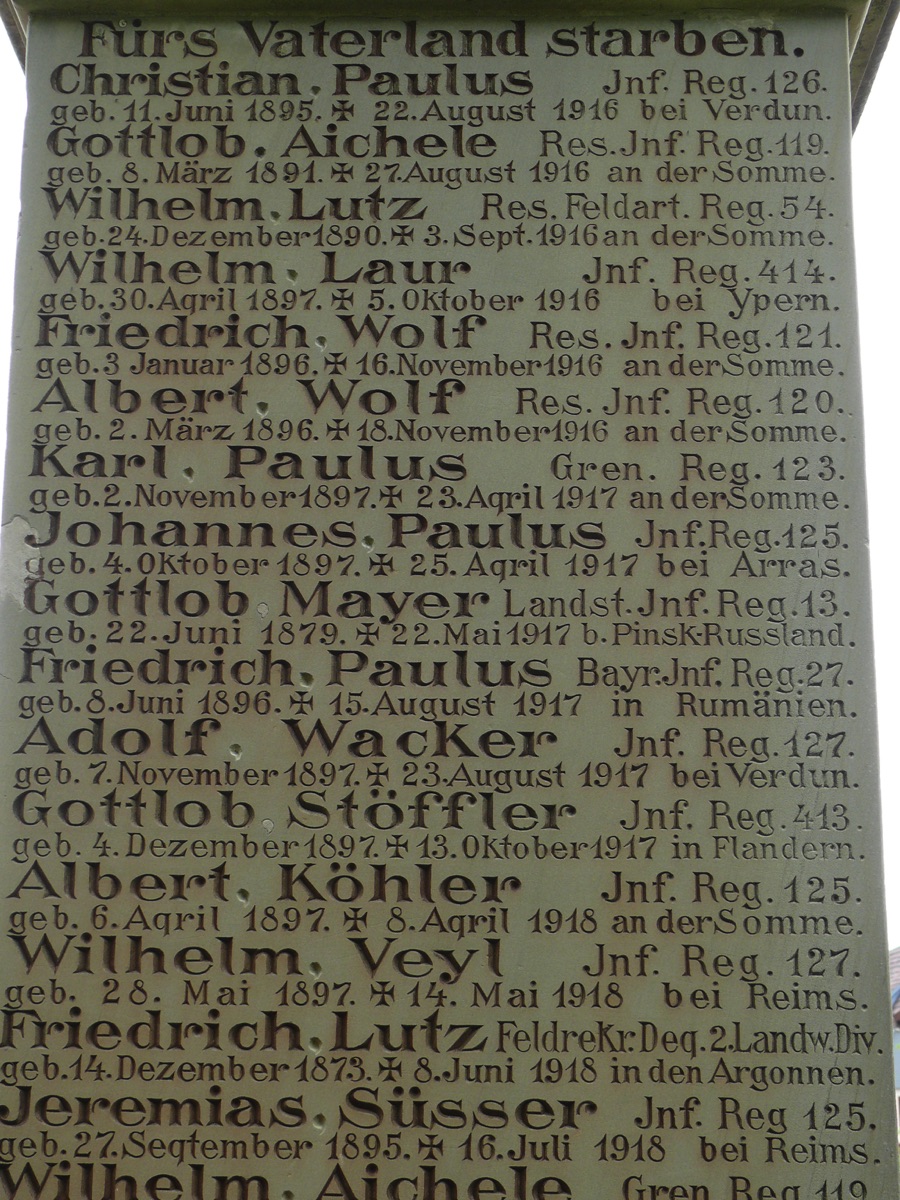 Fürs Vaterland starben.
Christian. Paulus Jnf. Reg. 126.
geb. 11. Juni 1895. ✠ 22. August 1916 bei Verdun.
Gottlob. Aichele Res. Jnf. Reg. 119.
geb. 8. März 1891. ✠ 27. August 1916 an der Somme.
Wilhelm. Lutz Res. Feldart. Reg. 54.
geb. 24. Dezember 1890. ✠ 3. Sept. 1916 an der Somme.
Wilhelm. Laur Jnf. Reg. 414.
geb. 30. April 1897. ✠ 5. Oktober 1916 bei Ypern.
Friedrich. Wolf Res. Jnf. Reg. 121.
geb. 3 Januar 1896. ✠ 16. November 1916 an der Somme.
Albert. Wolf Res. Jnf. Reg. 120.
geb. 2. März 1896. ✠ 18. November 1916 an der Somme.
Karl. Paulus Gren. Reg. 123.
geb. 2. November 1897. ✠ 23. April 1917 an der Somme.
Johannes. Paulus Jnf. Reg. 125.
geb. 4. Oktober 1897. ✠ 25. April 1917 bei Arras.
Gottlob. Mayer Landst. Jnf. Reg. 13.
geb. 22. Juni 1879. ✠ 22. Mai 1917 b. Pinsk-Russland.
Friedrich. Paulus Bayr. Jnf. Reg. 27.
geb. 8. Juni 1896. ✠ 15. August 1917 in Rumänien.
Adolf. Wacker Jnf. Reg. 127.
geb. 7. November 1897. ✠ 23. August 1917 bei Verdun.
Gottlob. Stöffler Jnf. Reg. 413.
geb. 4. Dezember 1897. ✠ 13. Oktober 1917 in Flandern.
Albert. Köhler Jnf. Reg. 125.
geb. 6. April 1897. ✠ 8. April 1918 an der Somme.
Wilhelm. Veyl Jnf. Reg. 127.
geb. 28. Mai 1897. ✠ 14. Mai 1918 bei Reims.
Friedrich. Lutz Feldrekr. Dep. 2. Landw. Div.
geb. 14. Dezember 1873. ✠ 8. Juni 1918 in den Argonnen.
Jeremias. Süsser Jnf. Reg 125.
geb. 27. September 1895. ✠ 16. Juli 1918 bei Reims.
Wilhelm. Aichele Gren. Reg. 119